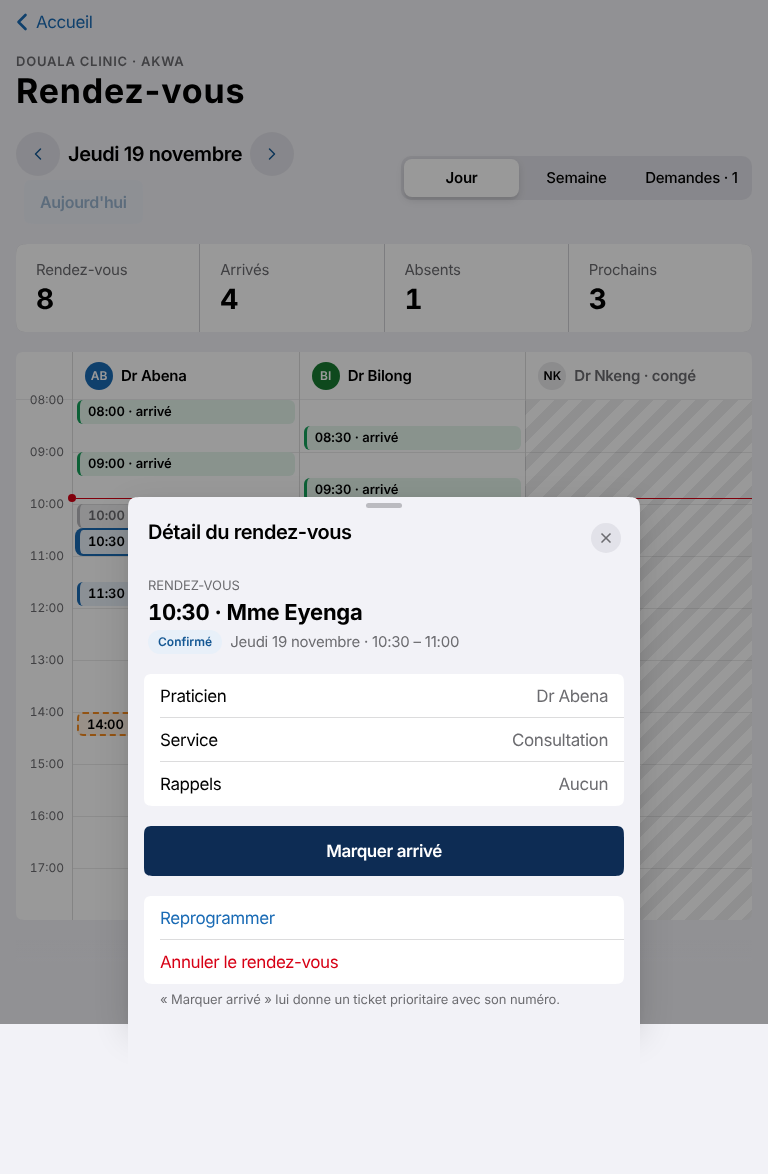 Accueil
DOUALA CLINIC · AKWA
Rendez-vous
Jeudi 19 novembre
Aujourd'hui
Jour
Semaine
Demandes · 1
Rendez-vous
8
Arrivés
4
Absents
1
Prochains
3
AB
Dr Abena
BI
Dr Bilong
NK
Dr Nkeng · congé
08:00
08:00 · arrivé
08:30 · arrivé
09:00
09:00 · arrivé
09:30 · arrivé
10:00
10:00
10:30
11:00
11:30
12:00
13:00
14:00
14:00
15:00
16:00
17:00
Détail du rendez-vous
RENDEZ-VOUS
10:30 · Mme Eyenga
Confirmé
Jeudi 19 novembre · 10:30 – 11:00
Praticien
Dr Abena
Service
Consultation
Rappels
Aucun
Marquer arrivé
Reprogrammer
Annuler le rendez-vous
« Marquer arrivé » lui donne un ticket prioritaire avec son numéro.